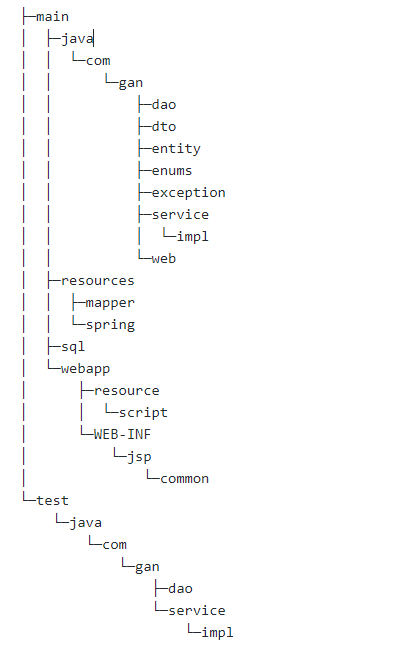 ├─main
│  ├─java
│  │  └─com
│  │      └─gan
│  │          ├─dao
│  │          ├─dto
│  │          ├─entity
│  │          ├─enums
│  │          ├─exception
│  │          ├─service
│  │          │  └─impl
│  │          └─web
│  ├─resources
│  │  ├─mapper
│  │  └─spring
│  ├─sql
│  └─webapp
│      ├─resource
│      │  └─script
│      └─WEB-INF
│          └─jsp
│              └─common
└─test
    └─java
        └─com
            └─gan
                ├─dao
                └─service
                    └─impl